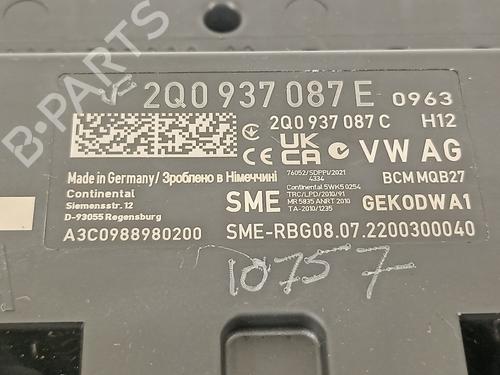 2Q0 937 087 E 0963
2Q0 937 087 C H12
UK
CA
CE
VW AG
76052/SDPPI/2021
4334
BCM MQB27
Made in Germany / Зроблено в Німеччині
Continental
Siemensstr. 12
D-93055 Regensburg
SME
Continental 5WK5 0254
TRC/LPD/2010/91
MR 5835 ANRT 2010
TA-2010/1235
GEK0DWA1
A3C0988980200
SME-RBG08.07.2200300040
10757
B-PARTS